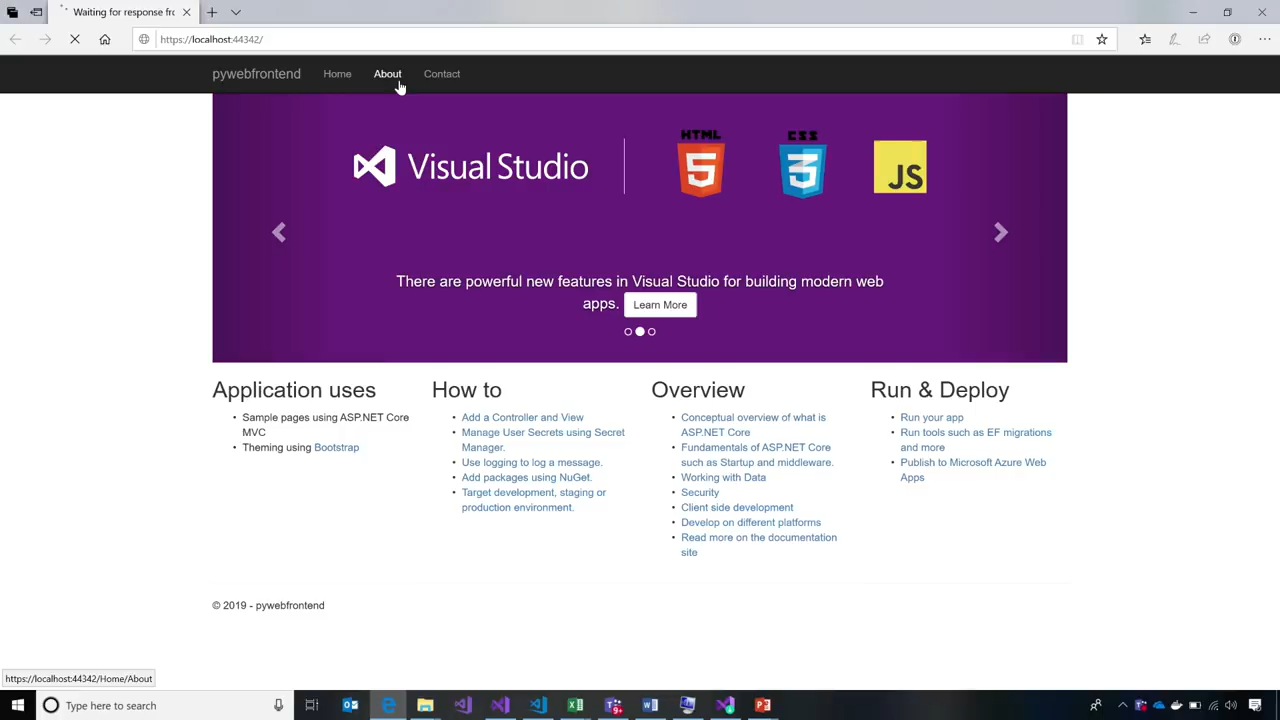 Waiting for response fro
https://localhost:44342/
pywebfrontend Home About Contact
Visual Studio
HTML
5
CSS
3
JS
There are powerful new features in Visual Studio for building modern web
apps. Learn More
Application uses
Sample pages using ASP.NET Core
MVC
Theming using Bootstrap
How to
Add a Controller and View
Manage User Secrets using Secret
Manager.
Use logging to log a message.
Add packages using NuGet.
Target development, staging or
production environment.
Overview
Conceptual overview of what is
ASP.NET Core
Fundamentals of ASP.NET Core
such as Startup and middleware.
Working with Data
Security
Client side development
Develop on different platforms
Read more on the documentation
site
Run & Deploy
Run your app
Run tools such as EF migrations
and more
Publish to Microsoft Azure Web
Apps
© 2019 - pywebfrontend
https://localhost:44342/Home/About
Type here to search